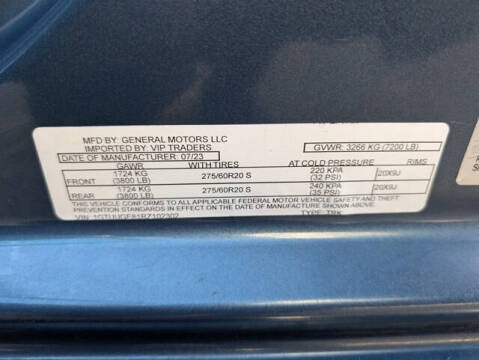 MFD BY: GENERAL MOTORS LLC
IMPORTED BY: VIP TRADERS
DATE OF MANUFACTURER: 07/23 GVWR: 3266 KG (7200 LB)
GAWR WITH TIRES AT COLD PRESSURE RIMS
FRONT 1724 KG (3800 LB) 275/60R20 S 220 KPA (32 PSI) 20X9J
REAR 1724 KG (3800 LB) 275/60R20 S 240 KPA (35 PSI) 20X9J
THIS VEHICLE CONFORMS TO ALL APPLICABLE FEDERAL MOTOR VEHICLE SAFETY AND THEFT
PREVENTION STANDARDS IN EFFECT ON THE DATE OF MANUFACTURE SHOWN ABOVE
VIN TYPE: TRK